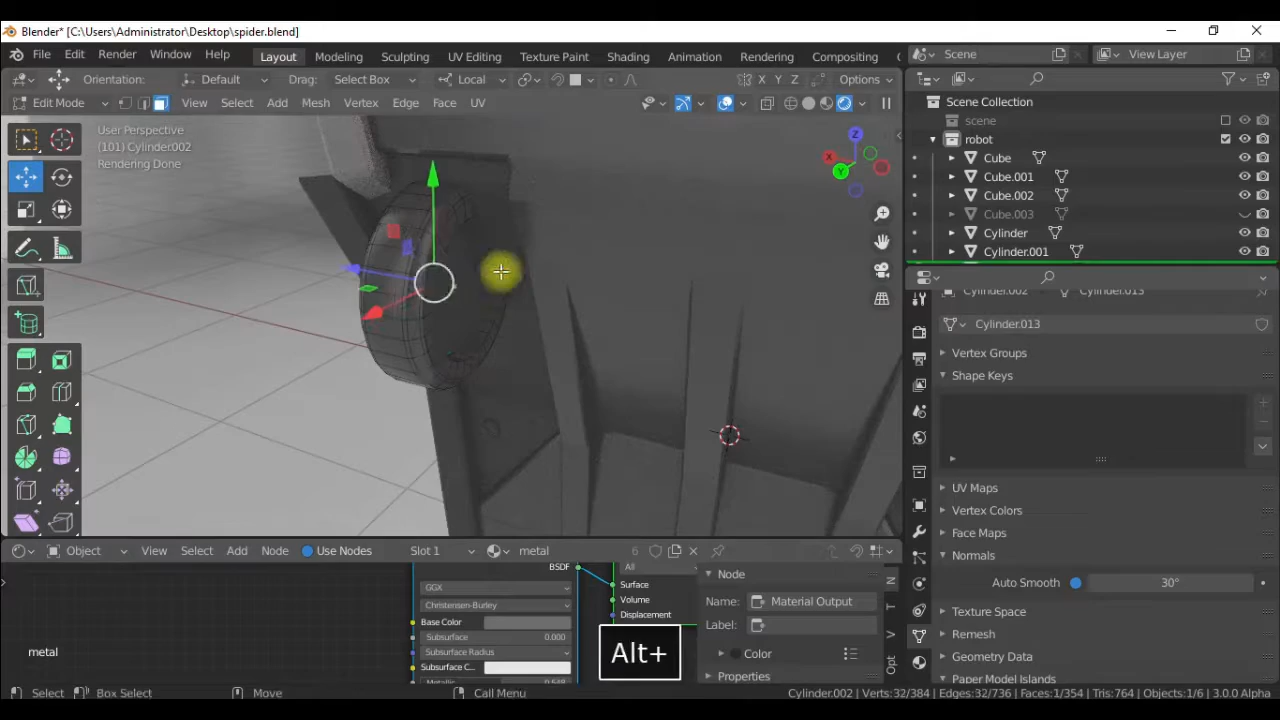 Blender* [C:\Users\Administrator\Desktop\spider.blend]
File Edit Render Window Help
Layout Modeling Sculpting UV Editing Texture Paint Shading Animation Rendering Compositing
Scene
View Layer
Orientation: Default Drag: Select Box Local X Y Z Options
Edit Mode View Select Add Mesh Vertex Edge Face UV
User Perspective
(101) Cylinder002
Rendering Done
Z
X
Y
Scene Collection
scene
robot
Cube
Cube.001
Cube.002
Cube.003
Cylinder
Cylinder.001
Cylinder.002 Cylinder.013
Cylinder.013
Vertex Groups
Shape Keys
UV Maps
Vertex Colors
Face Maps
Normals
Auto Smooth 30°
Texture Space
Remesh
Geometry Data
Paint Material Islands
Object View Select Add Node Use Nodes Slot 1 metal 6
BSDF
GGX
Christensen-Burley
Base Color
Subsurface 0.000
Subsurface Radius
Subsurface C...
Metallic
All
Surface
Volume
Displacement
Node
Name: Material Output
Label:
Color
Properties
N
T
V
Opt
metal
Alt+
Select Box Select Move Call Menu
Cylinder.002 | Verts:32/384 | Edges:32/736 | Faces:1/354 | Tris:764 | Objects:1/6 | 3.0.0 Alpha